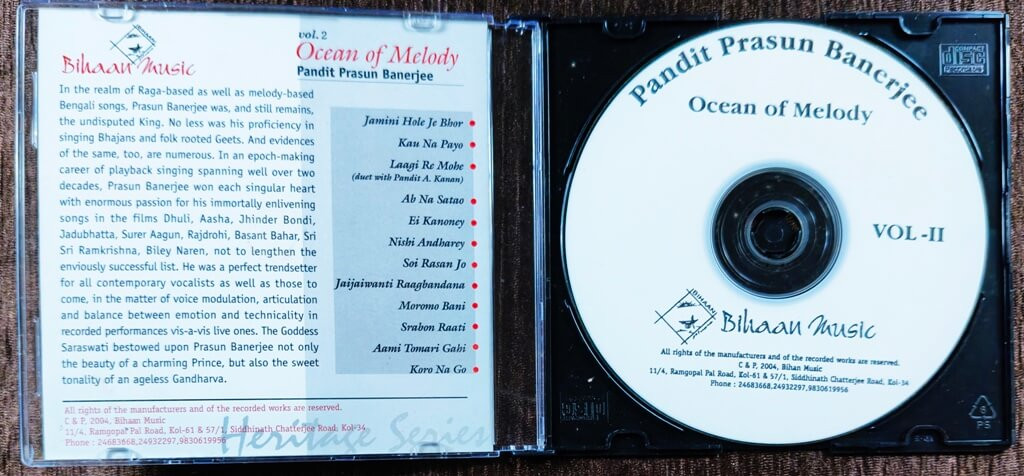 Bihaan Music
In the realm of Raga-based as well as melody-based
Bengali songs, Prasun Banerjee was, and still remains,
the undisputed King. No less was his proficiency in
singing Bhajans and folk rooted Geets. And evidences
of the same, too, are numerous. In an epoch-making
career of playback singing spanning well over two
decades, Prasun Banerjee won each singular heart
with enormous passion for his immortally enlivening
songs in the films Dhuli, Aasha, Jhinder Bondi,
Jadubhatta, Surer Aagun, Rajdrohi, Basant Bahar, Sri
Sri Ramkrishna, Biley Naren, not to lengthen the
enviously successful list. He was a perfect trendsetter
for all contemporary vocalists as well as those to
come, in the matter of voice modulation, articulation
and balance between emotion and technicality in
recorded performances vis-a-vis live ones. The Goddess
Saraswati bestowed upon Prasun Banerjee not only
the beauty of a charming Prince, but also the sweet
tonality of an ageless Gandharva.
All rights of the manufacturers and of the recorded works are reserved.
C & P, 2004, Bihaan Music
11/4, Ramgopal Pal Road, Kol-61 & 57/1, Siddhinath Chatterjee Road, Kol-34
Phone : 24683868,24932297,9830619956
Heritage Series
vol. 2
Ocean of Melody
Pandit Prasun Banerjee
Jamini Hole Je Bhor
Kau Na Payo
Laagi Re Mohe
(duet with Pandit A. Kanan)
Ab Na Satao
Ei Kanoney
Nishi Andharey
Soi Rasan Jo
Jaijaiwanti Raagbandana
Moromo Bani
Srabon Raati
Aami Tomari Gahi
Koro Na Go
Pandit Prasun Banerjee
Ocean of Melody
VOL -II
BIHAAN
Bihaan Music
All rights of the manufacturers and of the recorded works are reserved.
C & P, 2004, Bihan Music
11/4, Ramgopal Pal Road, Kol-61 & 57/1, Siddhinath Chatterjee Road, Kol-34
Phone : 24683668,24932297,9830619956
COMPACT
disc
6
PS